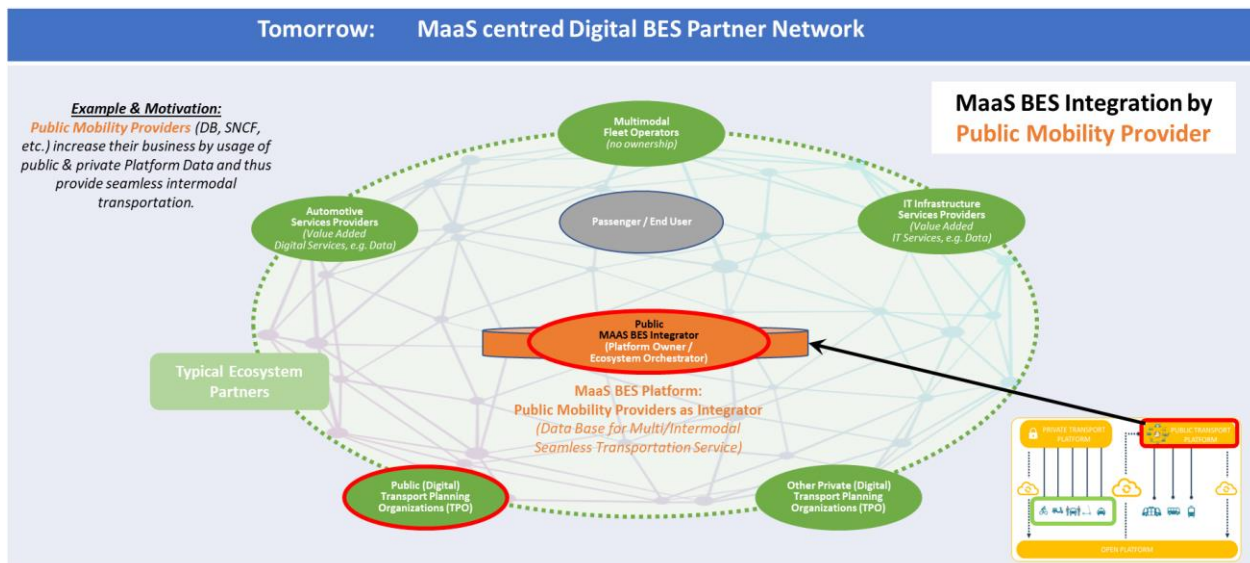 Tomorrow: MaaS centred Digital BES Partner Network
Example & Motivation:
Public Mobility Providers (DB, SNCF,
etc.) increase their business by usage of
public & private Platform Data and thus
provide seamless intermodal
transportation.
MaaS BES Integration by
Public Mobility Provider
Multimodal
Fleet Operators
(no ownership)
Automotive
Services Providers
(Value Added
Digital Services, e.g. Data)
Passenger / End User
IT Infrastructure
Services Providers
(Value Added
IT Services, e.g. Data)
Public
MAAS BES Integrator
(Platform Owner /
Ecosystem Orchestrator)
Typical Ecosystem
Partners
MaaS BES Platform:
Public Mobility Providers as Integrator
(Data Base for Multi/Intermodal
Seamless Transportation Service)
Public (Digital)
Transport Planning
Organizations (TPO)
Other Private (Digital)
Transport Planning
Organizations (TPO)
PRIVATE TRANSPORT
PLATFORM
PUBLIC TRANSPORT
PLATFORM
OPEN PLATFORM